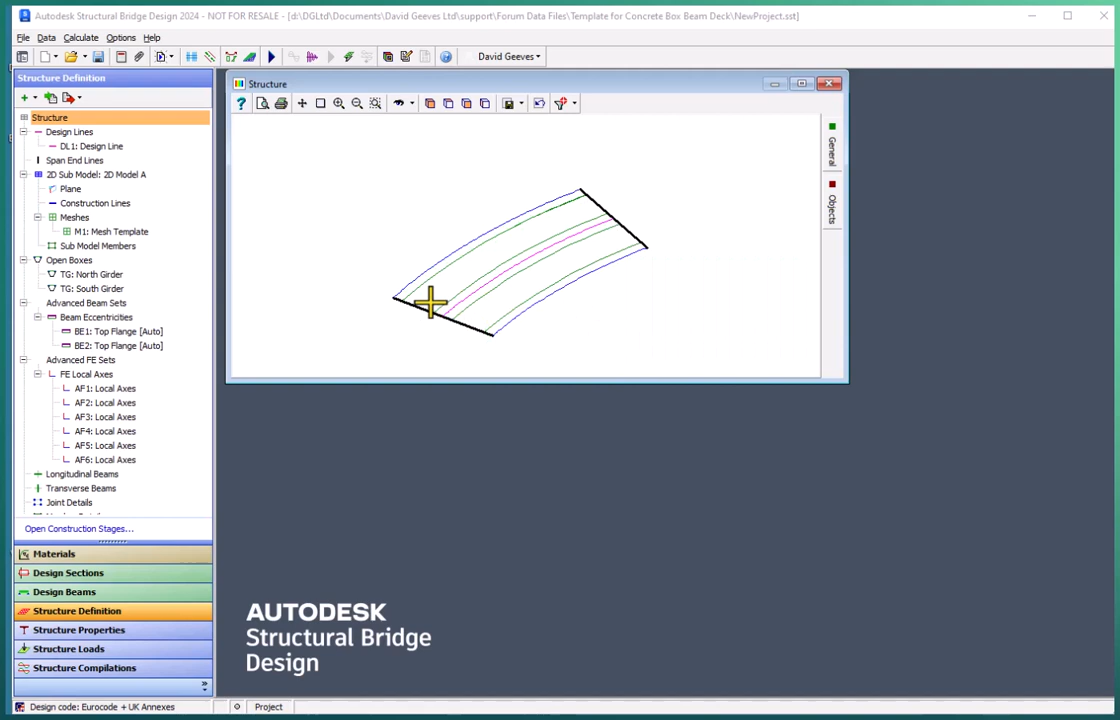 Autodesk Structural Bridge Design 2024 - NOT FOR RESALE - [d:\DGLtd\Documents\David Geeves Ltd\support\Forum Data Files\Template for Concrete Box Beam Deck\NewProject.sst]
File Data Calculate Options Help
David Geeves
Structure Definition
Structure
Design Lines
DL1: Design Line
Span End Lines
2D Sub Model: 2D Model A
Plane
Construction Lines
Meshes
M1: Mesh Template
Sub Model Members
Open Boxes
TG: North Girder
TG: South Girder
Advanced Beam Sets
Beam Eccentricities
BE1: Top Flange [Auto]
BE2: Top Flange [Auto]
Advanced FE Sets
FE Local Axes
AF1: Local Axes
AF2: Local Axes
AF3: Local Axes
AF4: Local Axes
AF5: Local Axes
AF6: Local Axes
Longitudinal Beams
Transverse Beams
Joint Details
Open Construction Stages...
Materials
Design Sections
Design Beams
Structure Definition
Structure Properties
Structure Loads
Structure Compilations
Structure
General
Objects
AUTODESK
Structural Bridge
Design
Design code: Eurocode + UK Annexes
Project